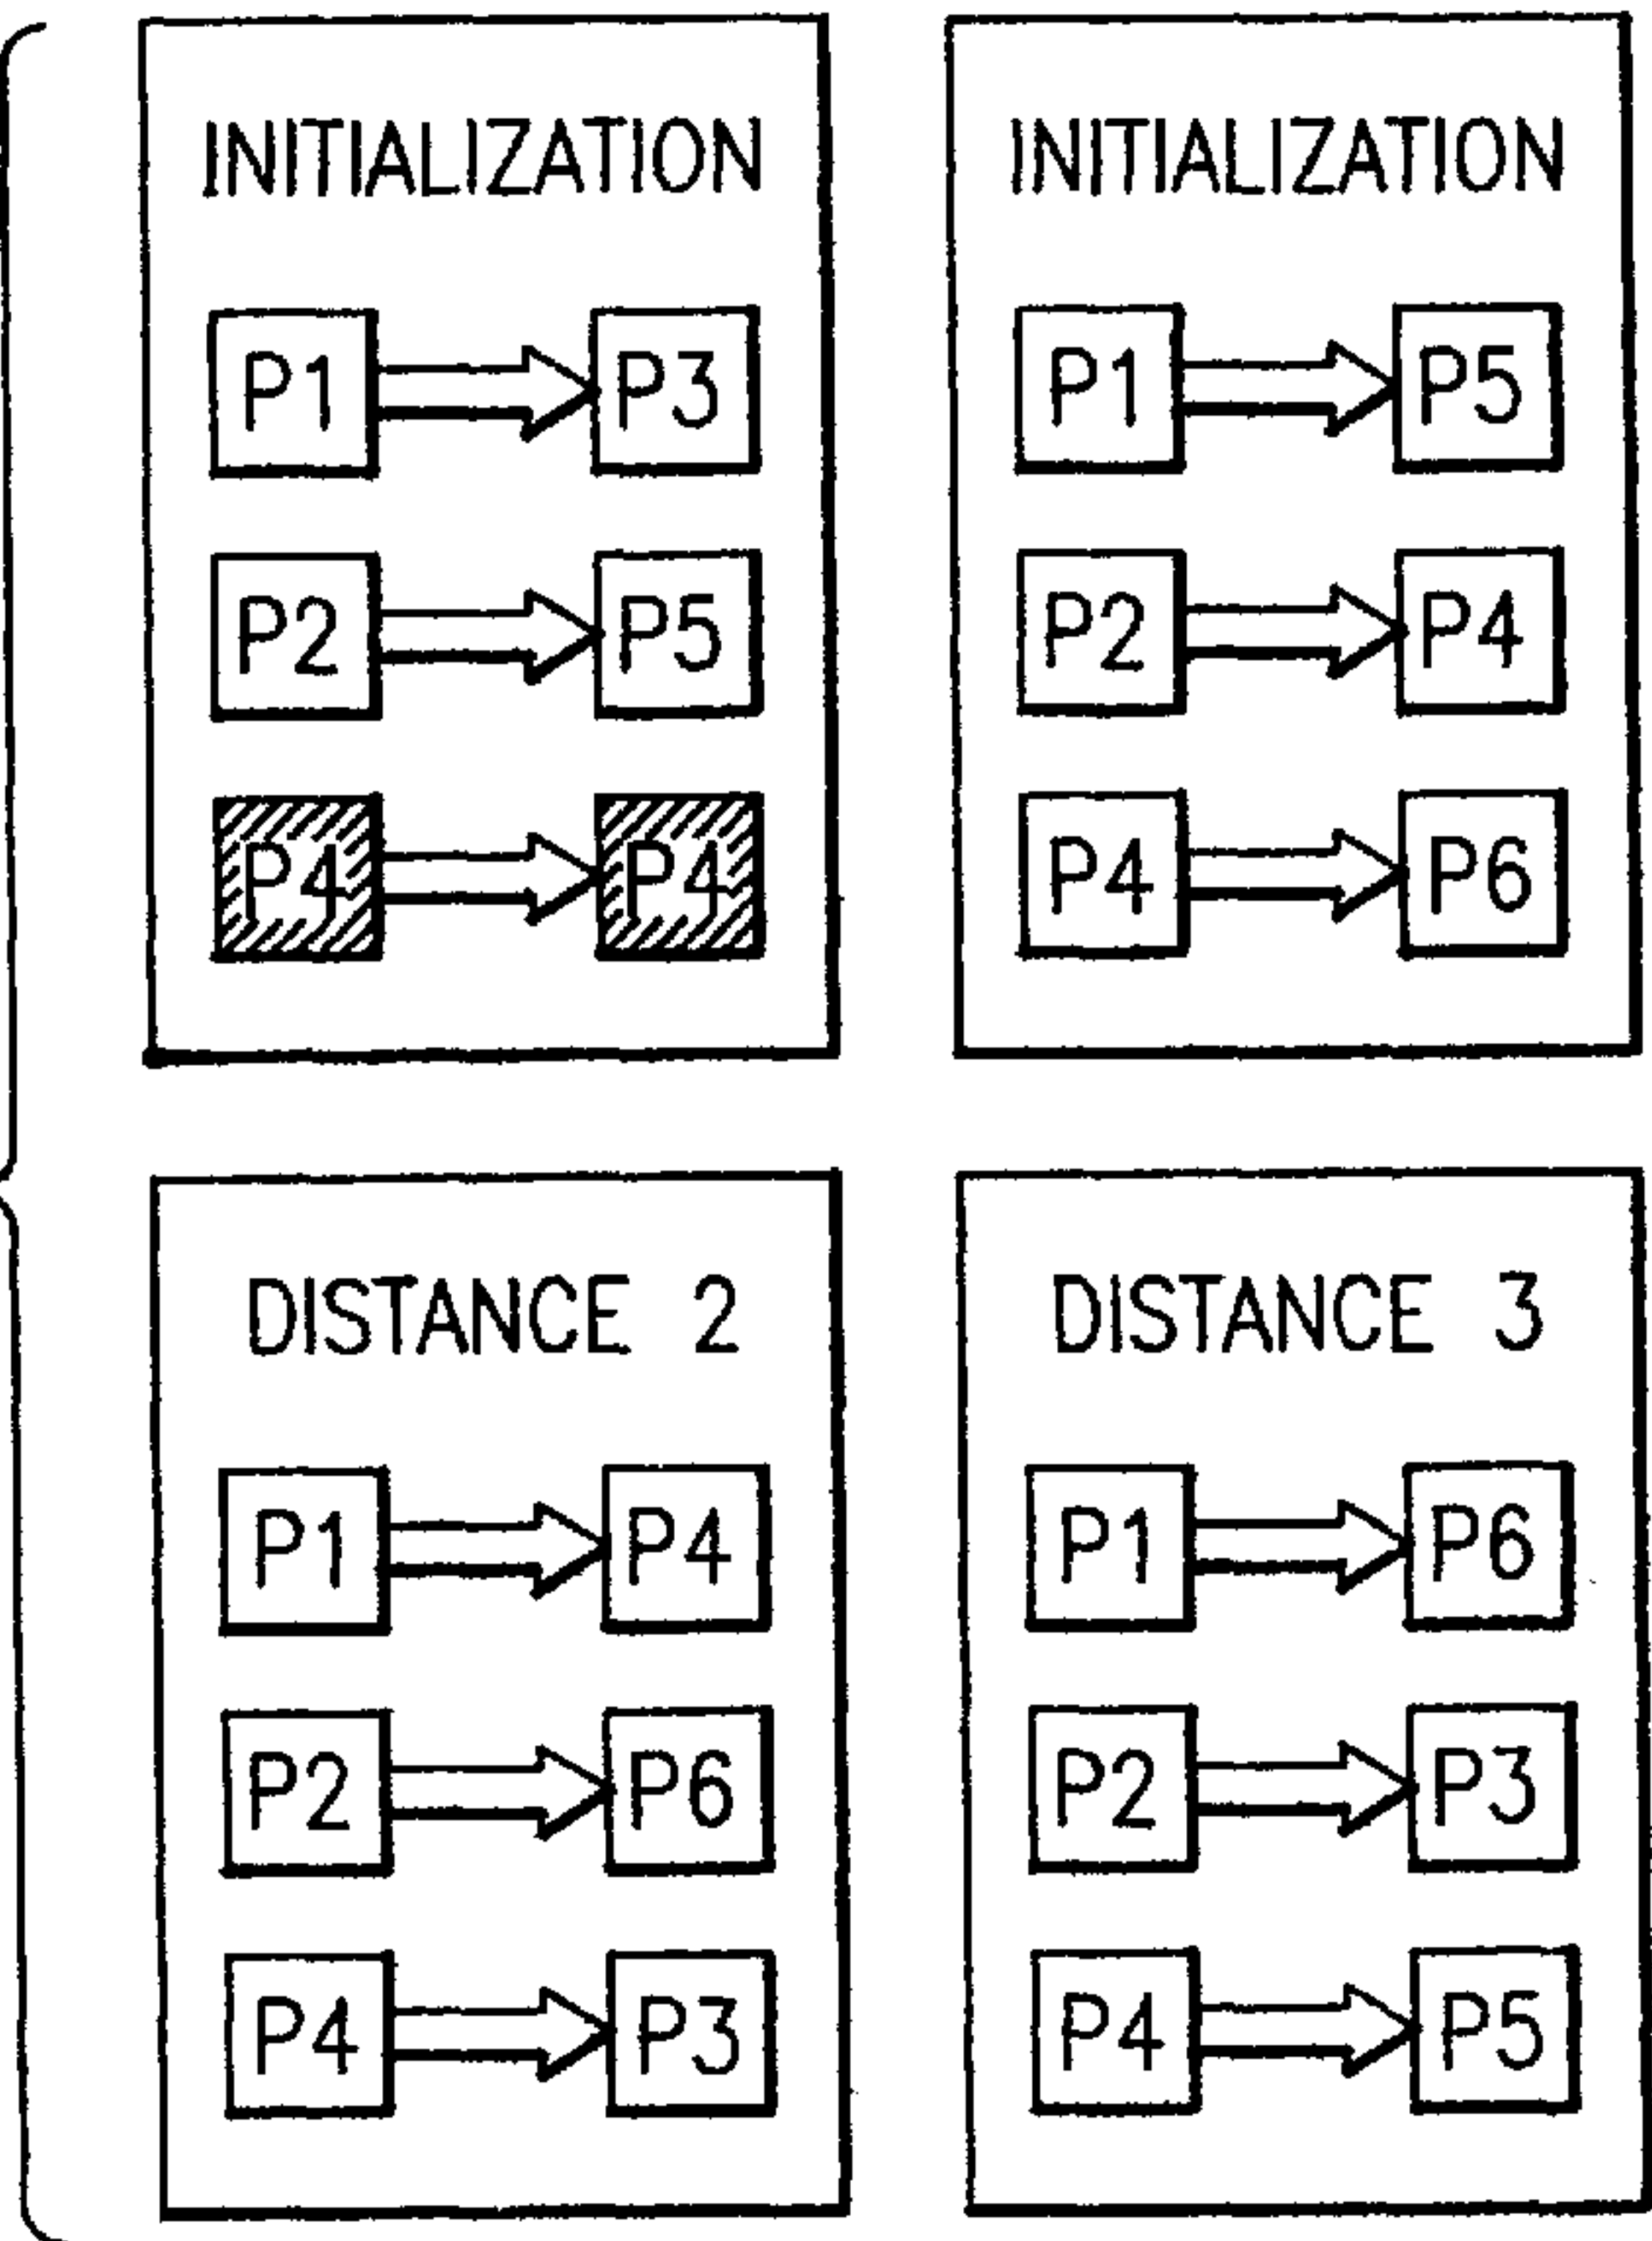 INITIALIZATION
P1 P3
P2 P5
P4 P4
INITIALIZATION
P1 P5
P2 P4
P4 P6
DISTANCE 2
P1 P4
P2 P6
P4 P3
DISTANCE 3
P1 P6
P2 P3
P4 P5